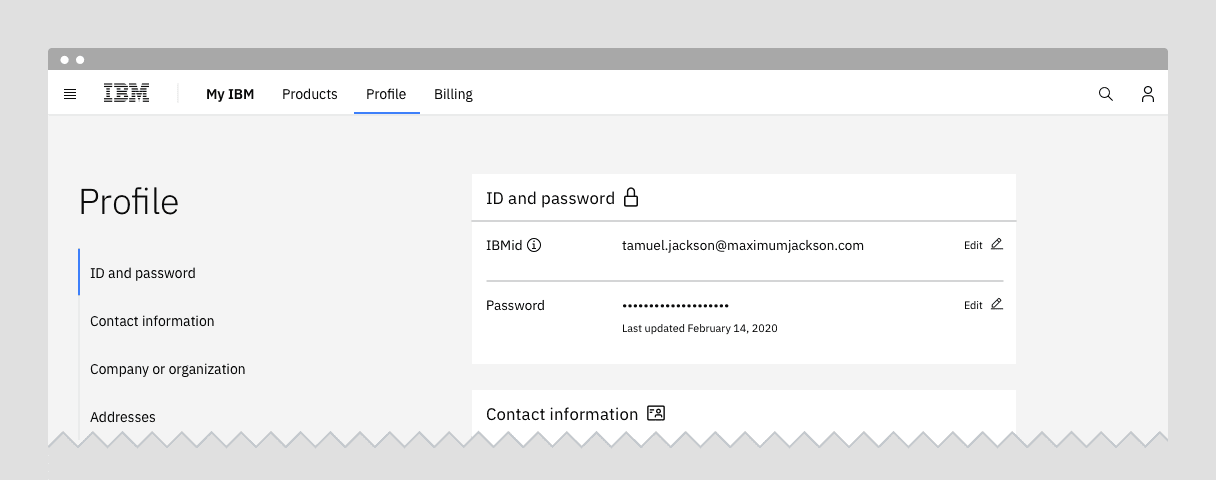 IBM My IBM Products Profile Billing
Profile
ID and password
Contact information
Company or organization
Addresses
ID and password
IBMid tamuel.jackson@maximumjackson.com Edit
Password •••••••••••••••••••• Edit
Last updated February 14, 2020
Contact information